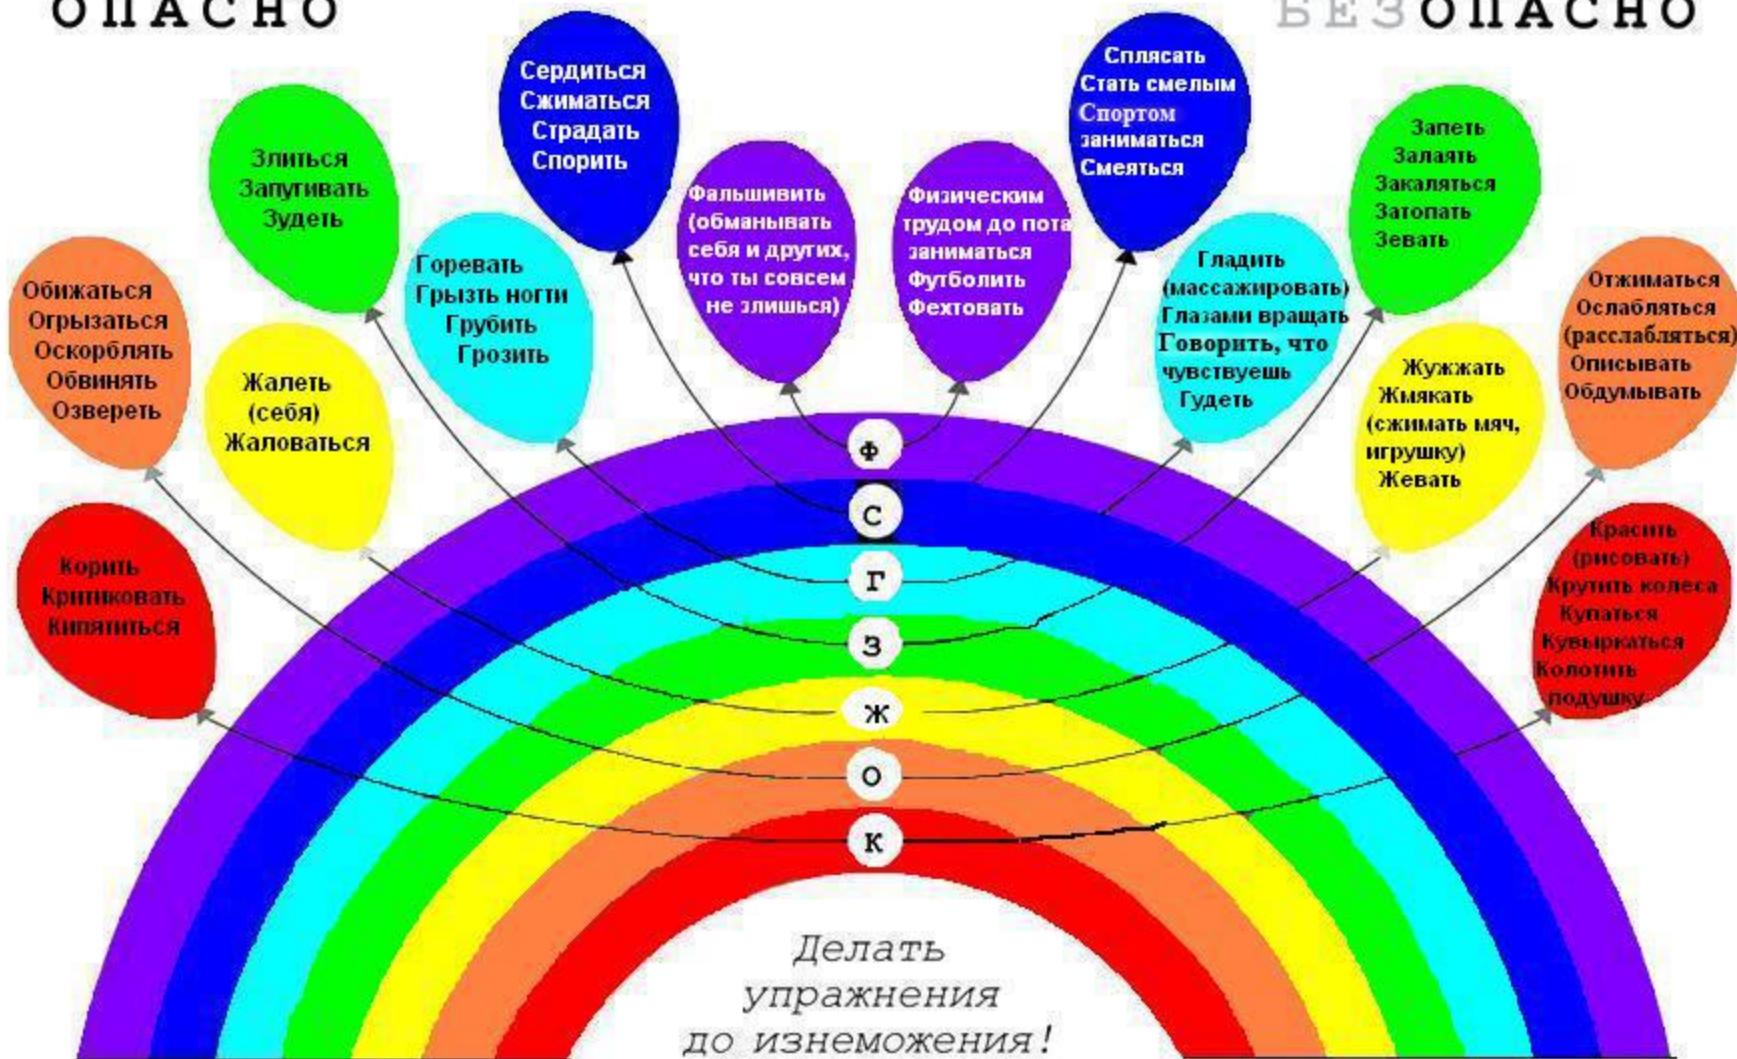 ОПАСНО
БЕЗОПАСНО
Сердиться
Сжиматься
Страдать
Спорить
Сплясать
Стать смелым
Спортом
заниматься
Смеяться
Злиться
Запугивать
Зудеть
Запеть
Залаять
Закаляться
Затопать
Зевать
Фальшивить
(обманывать
себя и других,
что ты совсем
не злишься)
Физическим
трудом до пота
заниматься
Футболить
Фехтовать
Обижаться
Огрызаться
Оскорблять
Обвинять
Озвереть
Горевать
Грызть ногти
Грубить
Грозить
Гладить
(массажировать)
Глазами вращать
Говорить, что
чувствуешь
Гудеть
Отжиматься
Ослабляться
(расслабляться)
Описывать
Обдумывать
Жалеть
(себя)
Жаловаться
Жужжать
Жмякать
(сжимать мяч,
игрушку)
Жевать
Корить
Критиковать
Кипятиться
Красить
(рисовать)
Крутить колеса
Купаться
Кувыркаться
Колотить
подушку
Ф
С
Г
З
Ж
О
К
Делать
упражнения
до изнеможения!